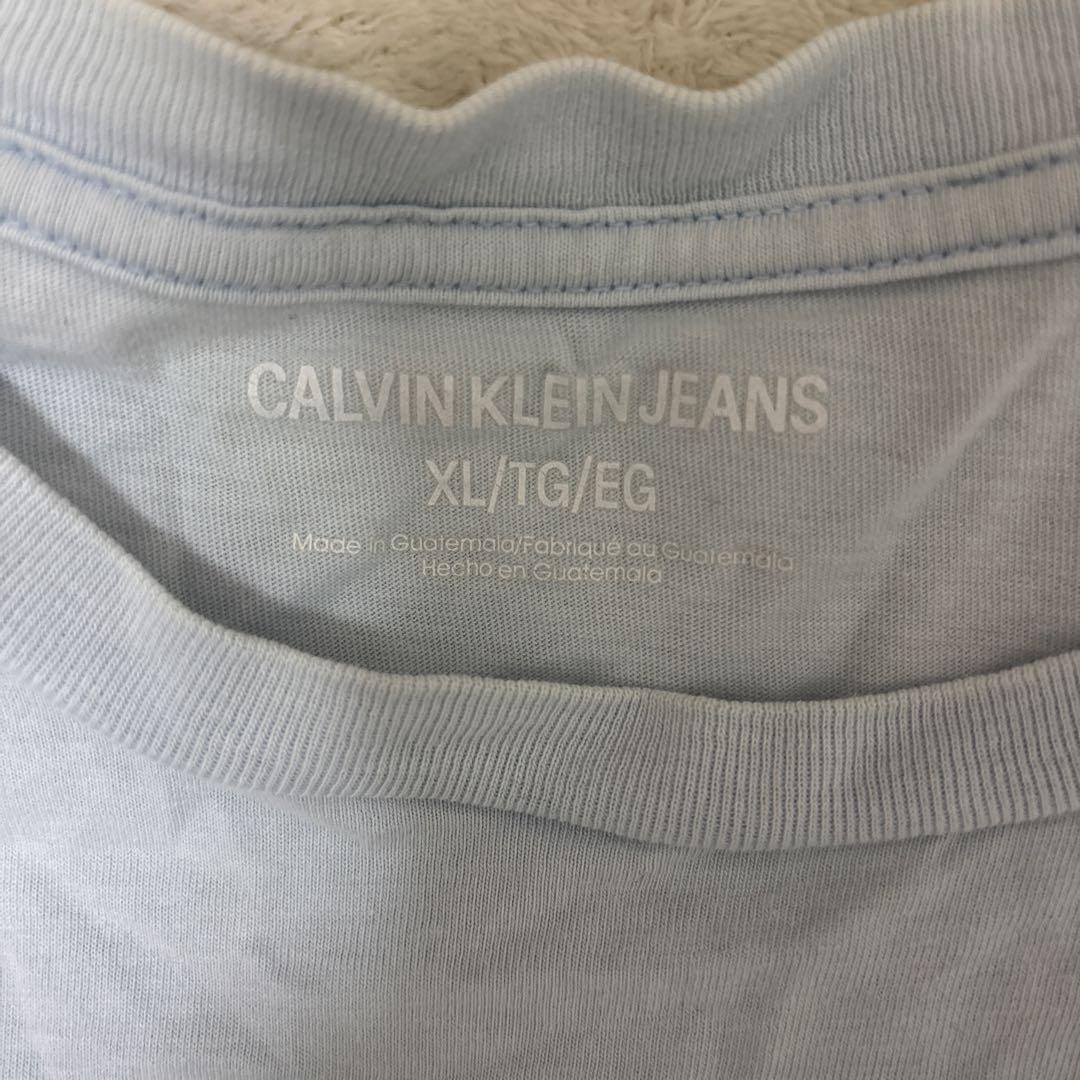 CALVIN KLEIN JEANS
XL/TG/EG
Made in Guatemala/Fabriqué au Guatemala
Hecho en Guatemala